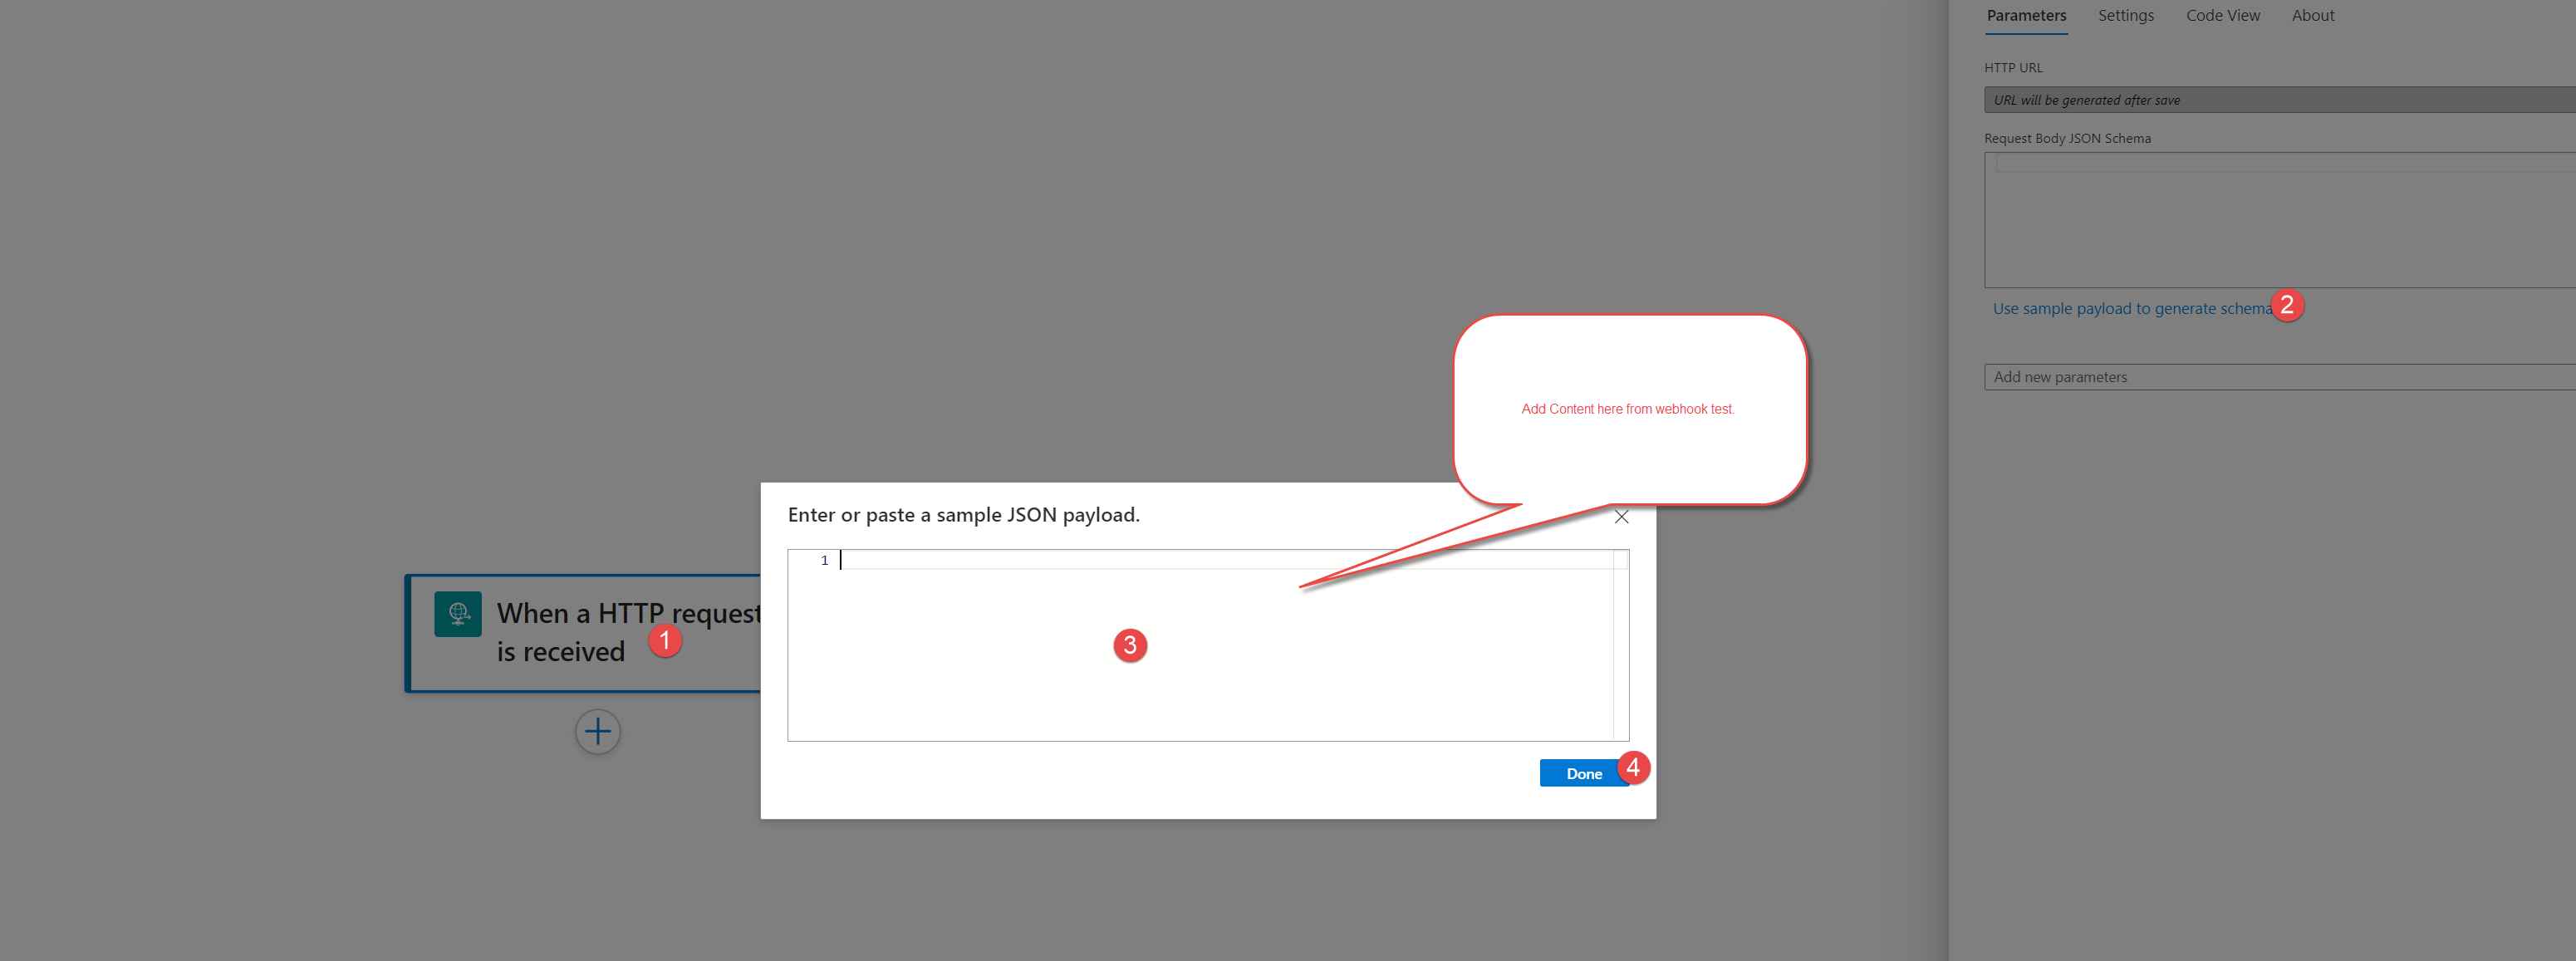 Parameters Settings Code View About
HTTP URL
URL will be generated after save
Request Body JSON Schema
Use sample payload to generate schema
2
Add new parameters
Add Content here from webhook test.
Enter or paste a sample JSON payload.
1
When a HTTP request
is received
1
3
Done
4